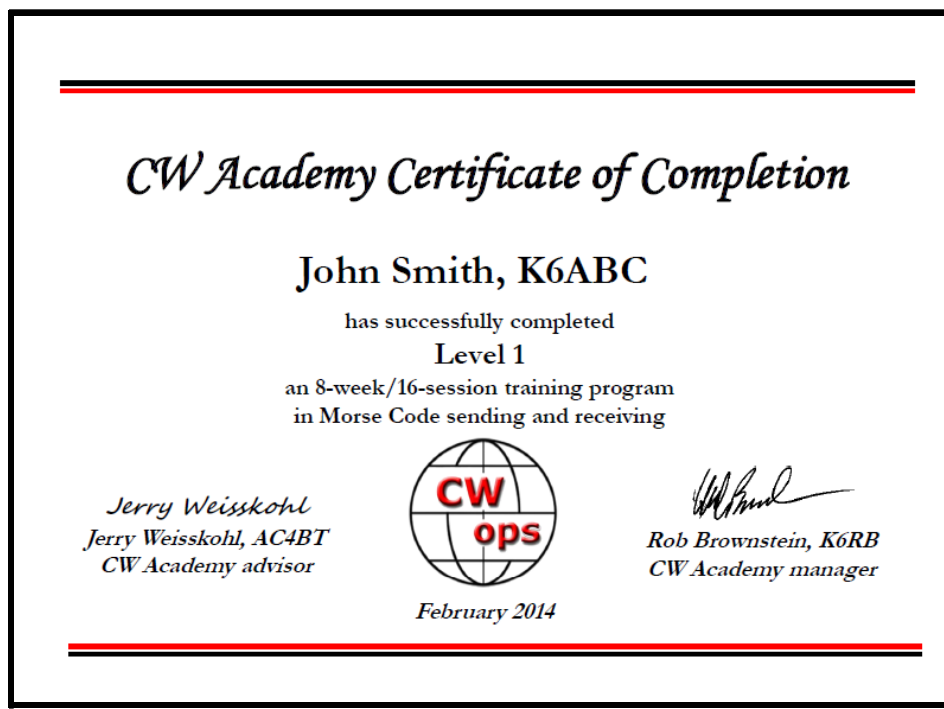 CW Academy Certificate of Completion
John Smith, K6ABC
has successfully completed
Level 1
an 8-week/16-session training program
in Morse Code sending and receiving
CW
ops
Jerry Weisskohl
Jerry Weisskohl, AC4BT
CW Academy advisor
Rob Brownstein, K6RB
CW Academy manager
February 2014